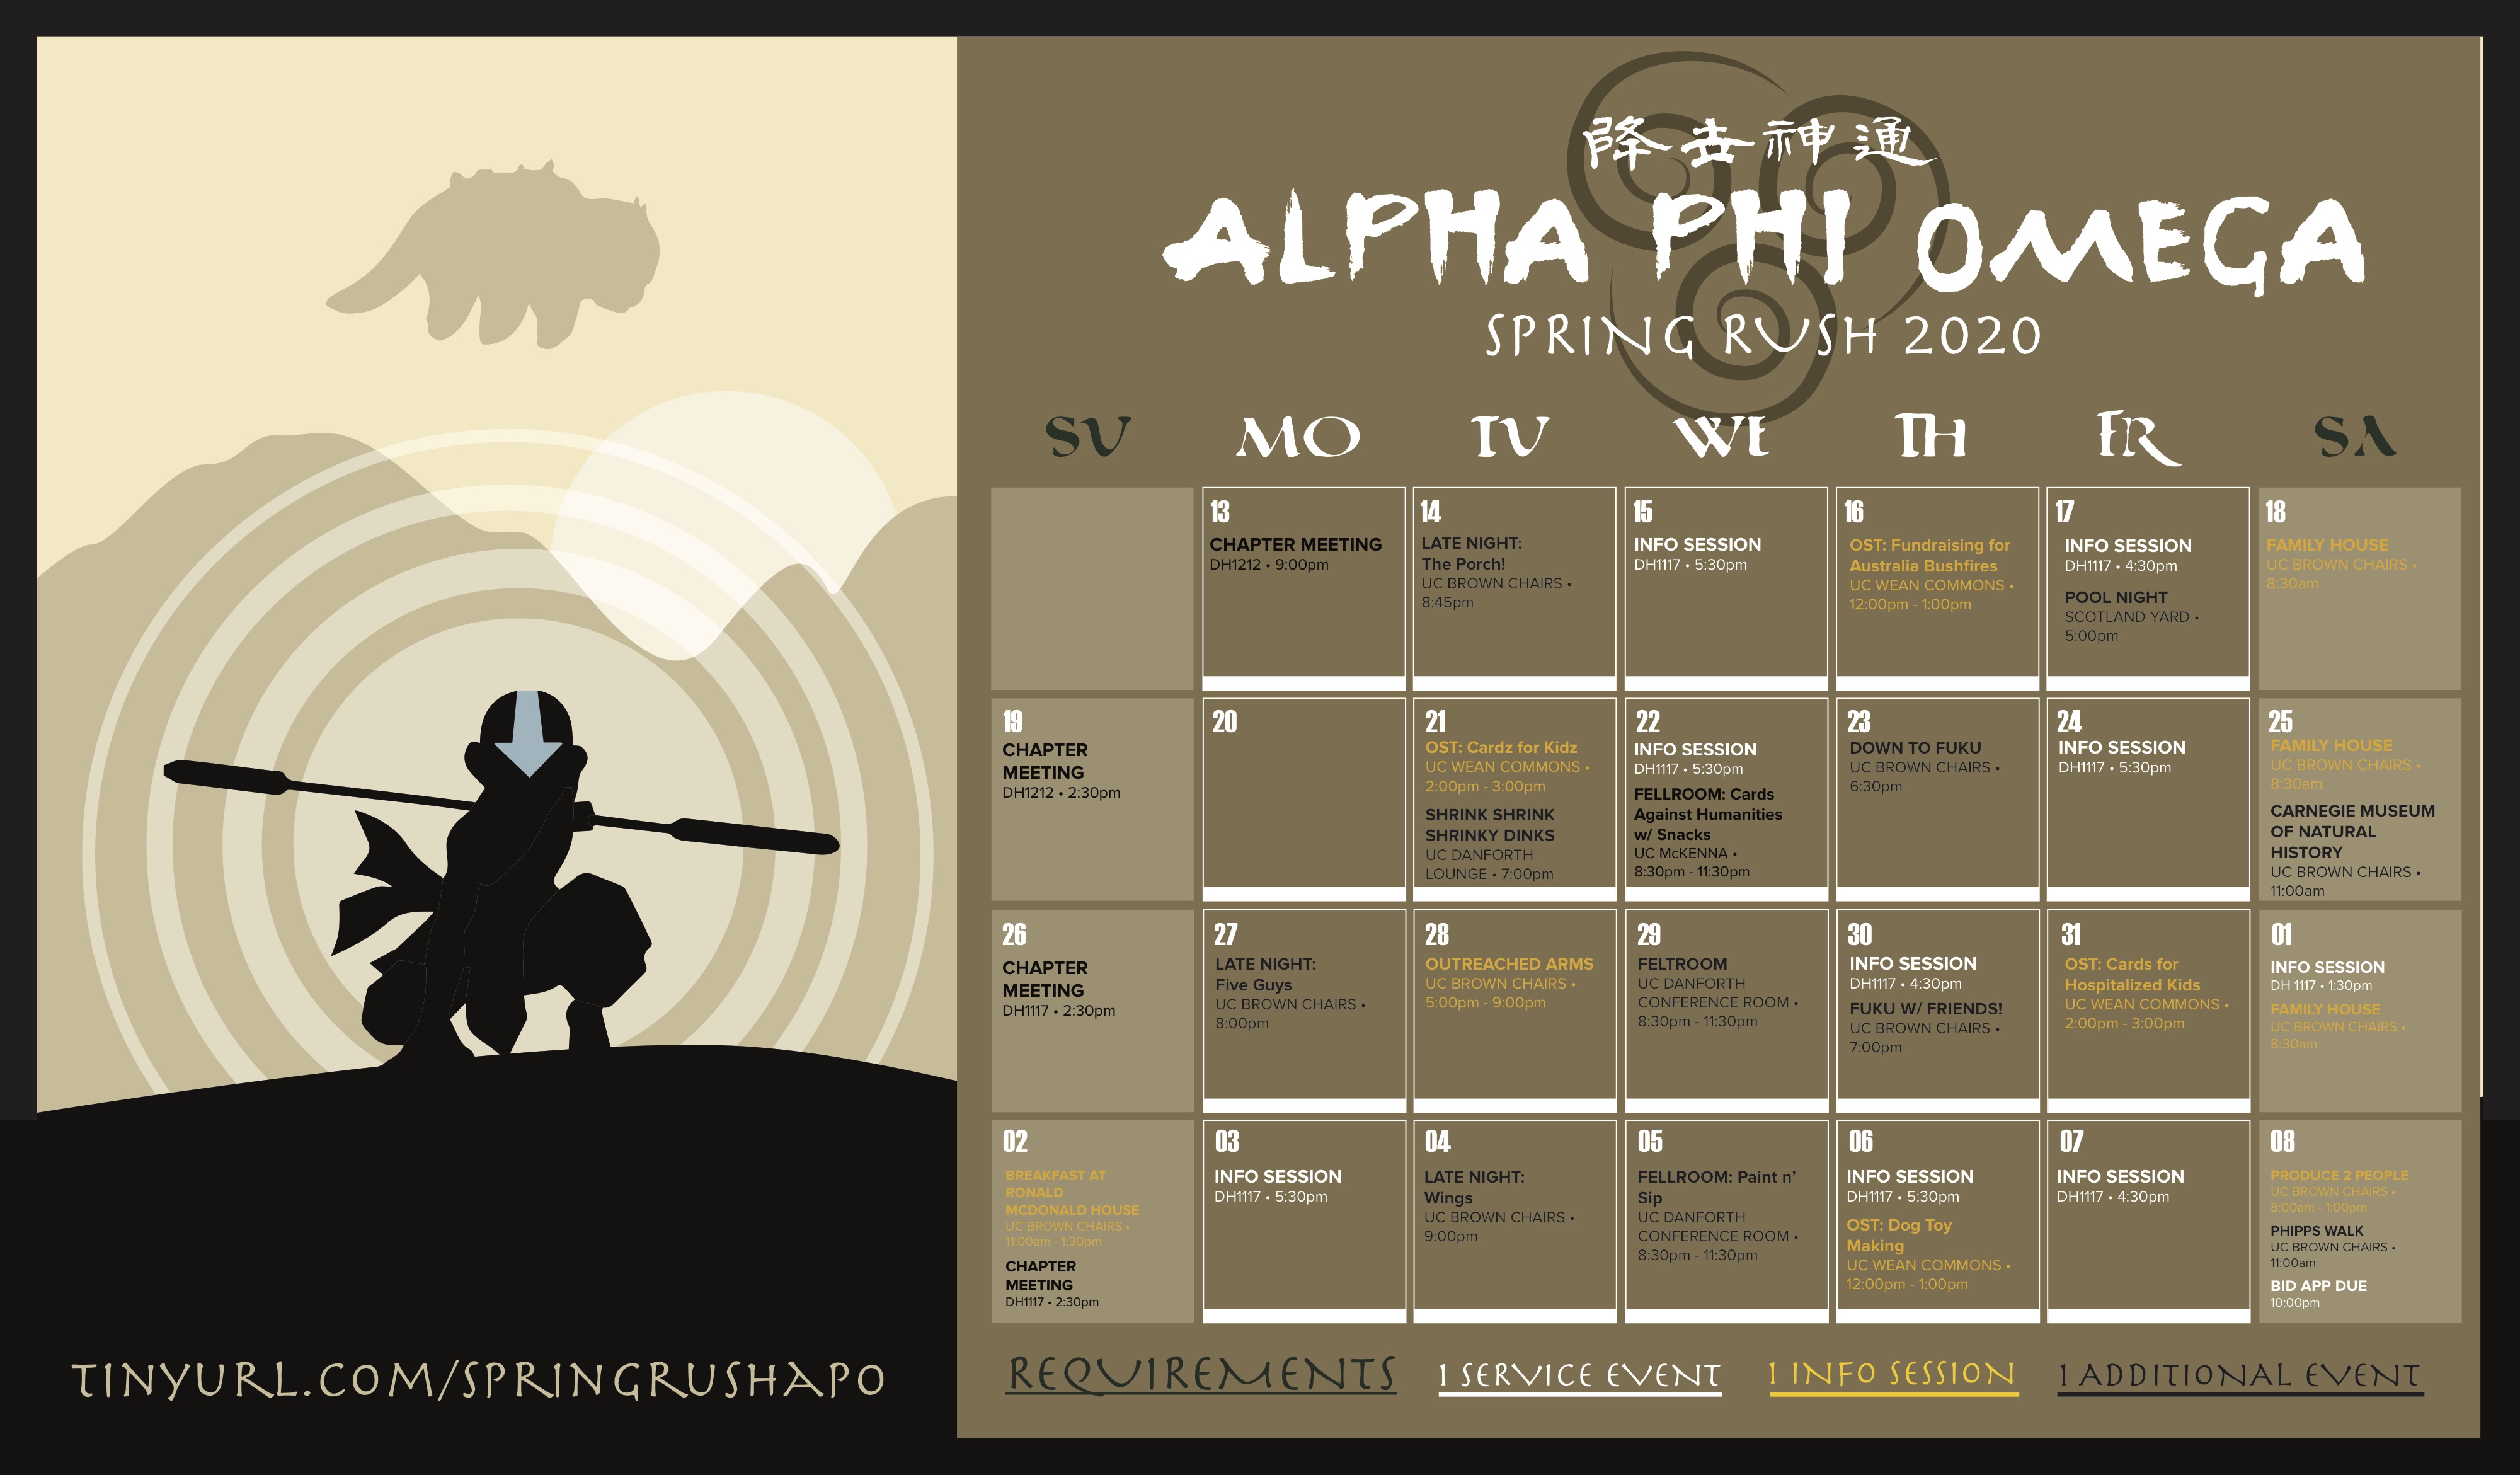 降去神通
ALPHA PHI OMEGA
SPRING RUSH 2020
SU MO TU WE TH FR SA
13
CHAPTER MEETING
DH1212 • 9:00pm
14
LATE NIGHT:
The Porch!
UC BROWN CHAIRS •
8:45pm
15
INFO SESSION
DH1117 • 5:30pm
16
OST: Fundraising for
Australia Bushfires
UC WEAN COMMONS •
12:00pm - 1:00pm
17
INFO SESSION
DH1117 • 4:30pm
POOL NIGHT
SCOTLAND YARD •
5:00pm
18
FAMILY HOUSE
UC BROWN CHAIRS •
8:30am
19
CHAPTER
MEETING
DH1212 • 2:30pm
20
21
OST: Cardz for Kidz
UC WEAN COMMONS •
2:00pm - 3:00pm
SHRINK SHRINK
SHRINKY DINKS
UC DANFORTH
LOUNGE • 7:00pm
22
INFO SESSION
DH1117 • 5:30pm
FELLROOM: Cards
Against Humanities
w/ Snacks
UC McKENNA •
8:30pm - 11:30pm
23
DOWN TO FUKU
UC BROWN CHAIRS •
6:30pm
24
INFO SESSION
DH1117 • 5:30pm
25
FAMILY HOUSE
UC BROWN CHAIRS •
8:30am
CARNEGIE MUSEUM
OF NATURAL
HISTORY
UC BROWN CHAIRS •
11:00am
26
CHAPTER
MEETING
DH1117 • 2:30pm
27
LATE NIGHT:
Five Guys
UC BROWN CHAIRS •
8:00pm
28
OUTREACHED ARMS
UC BROWN CHAIRS •
5:00pm - 9:00pm
29
FELTROOM
UC DANFORTH
CONFERENCE ROOM •
8:30pm - 11:30pm
30
INFO SESSION
DH1117 • 4:30pm
FUKU W/ FRIENDS!
UC BROWN CHAIRS •
7:00pm
31
OST: Cards for
Hospitalized Kids
UC WEAN COMMONS •
2:00pm - 3:00pm
01
INFO SESSION
DH 1117 • 1:30pm
FAMILY HOUSE
UC BROWN CHAIRS •
8:30am
02
BREAKFAST AT
RONALD
MCDONALD HOUSE
UC BROWN CHAIRS •
11:00am - 1:30pm
CHAPTER
MEETING
DH1117 • 2:30pm
03
INFO SESSION
DH1117 • 5:30pm
04
LATE NIGHT:
Wings
UC BROWN CHAIRS •
9:00pm
05
FELLROOM: Paint n'
Sip
UC DANFORTH
CONFERENCE ROOM •
8:30pm - 11:30pm
06
INFO SESSION
DH1117 • 5:30pm
OST: Dog Toy
Making
UC WEAN COMMONS •
12:00pm - 1:00pm
07
INFO SESSION
DH1117 • 4:30pm
08
PRODUCE 2 PEOPLE
UC BROWN CHAIRS •
8:00am - 1:00pm
PHIPPS WALK
UC BROWN CHAIRS •
11:00am
BID APP DUE
10:00pm
TINYURL.COM/SPRINGRUSHAPO
REQUIREMENTS 1 SERVICE EVENT 1 INFO SESSION 1 ADDITIONAL EVENT